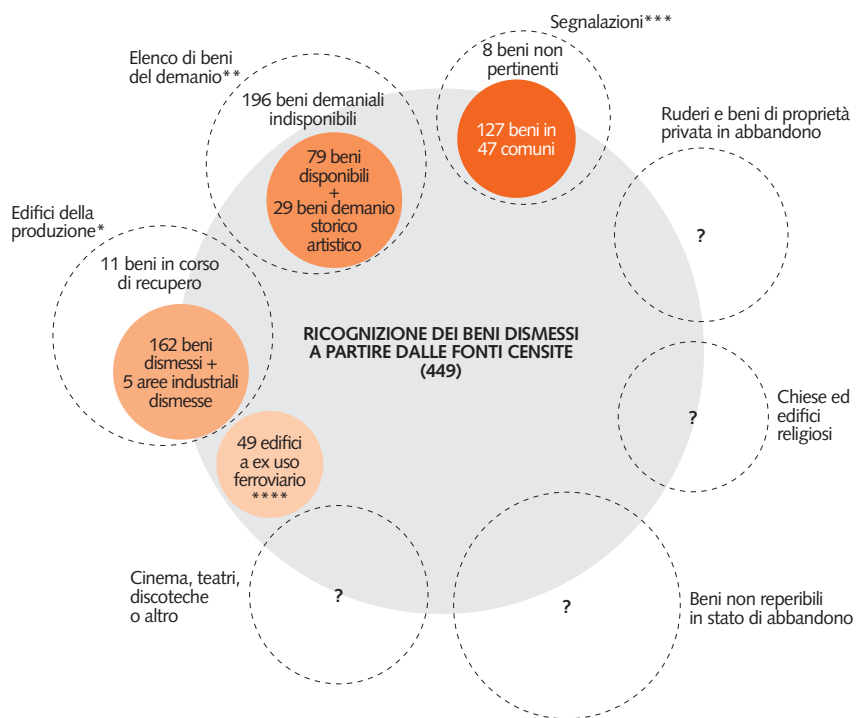 Segnalazioni***
8 beni non
pertinenti
127 beni in
47 comuni
Elenco di beni
del demanio**
196 beni demaniali
indisponibili
79 beni
disponibili
+
29 beni demanio
storico
artistico
Ruderi e beni di proprietà
privata in abbandono
?
Edifici della
produzione*
11 beni in corso
di recupero
162 beni
dismessi +
5 aree industriali
dismesse
RICOGNIZIONE DEI BENI DISMESSI
A PARTIRE DALLE FONTI CENSITE
(449)
Chiese ed
edifici
religiosi
?
49 edifici
a ex uso
ferroviario
****
Cinema, teatri,
discoteche
o altro
?
?
Beni non reperibili
in stato di abbandono